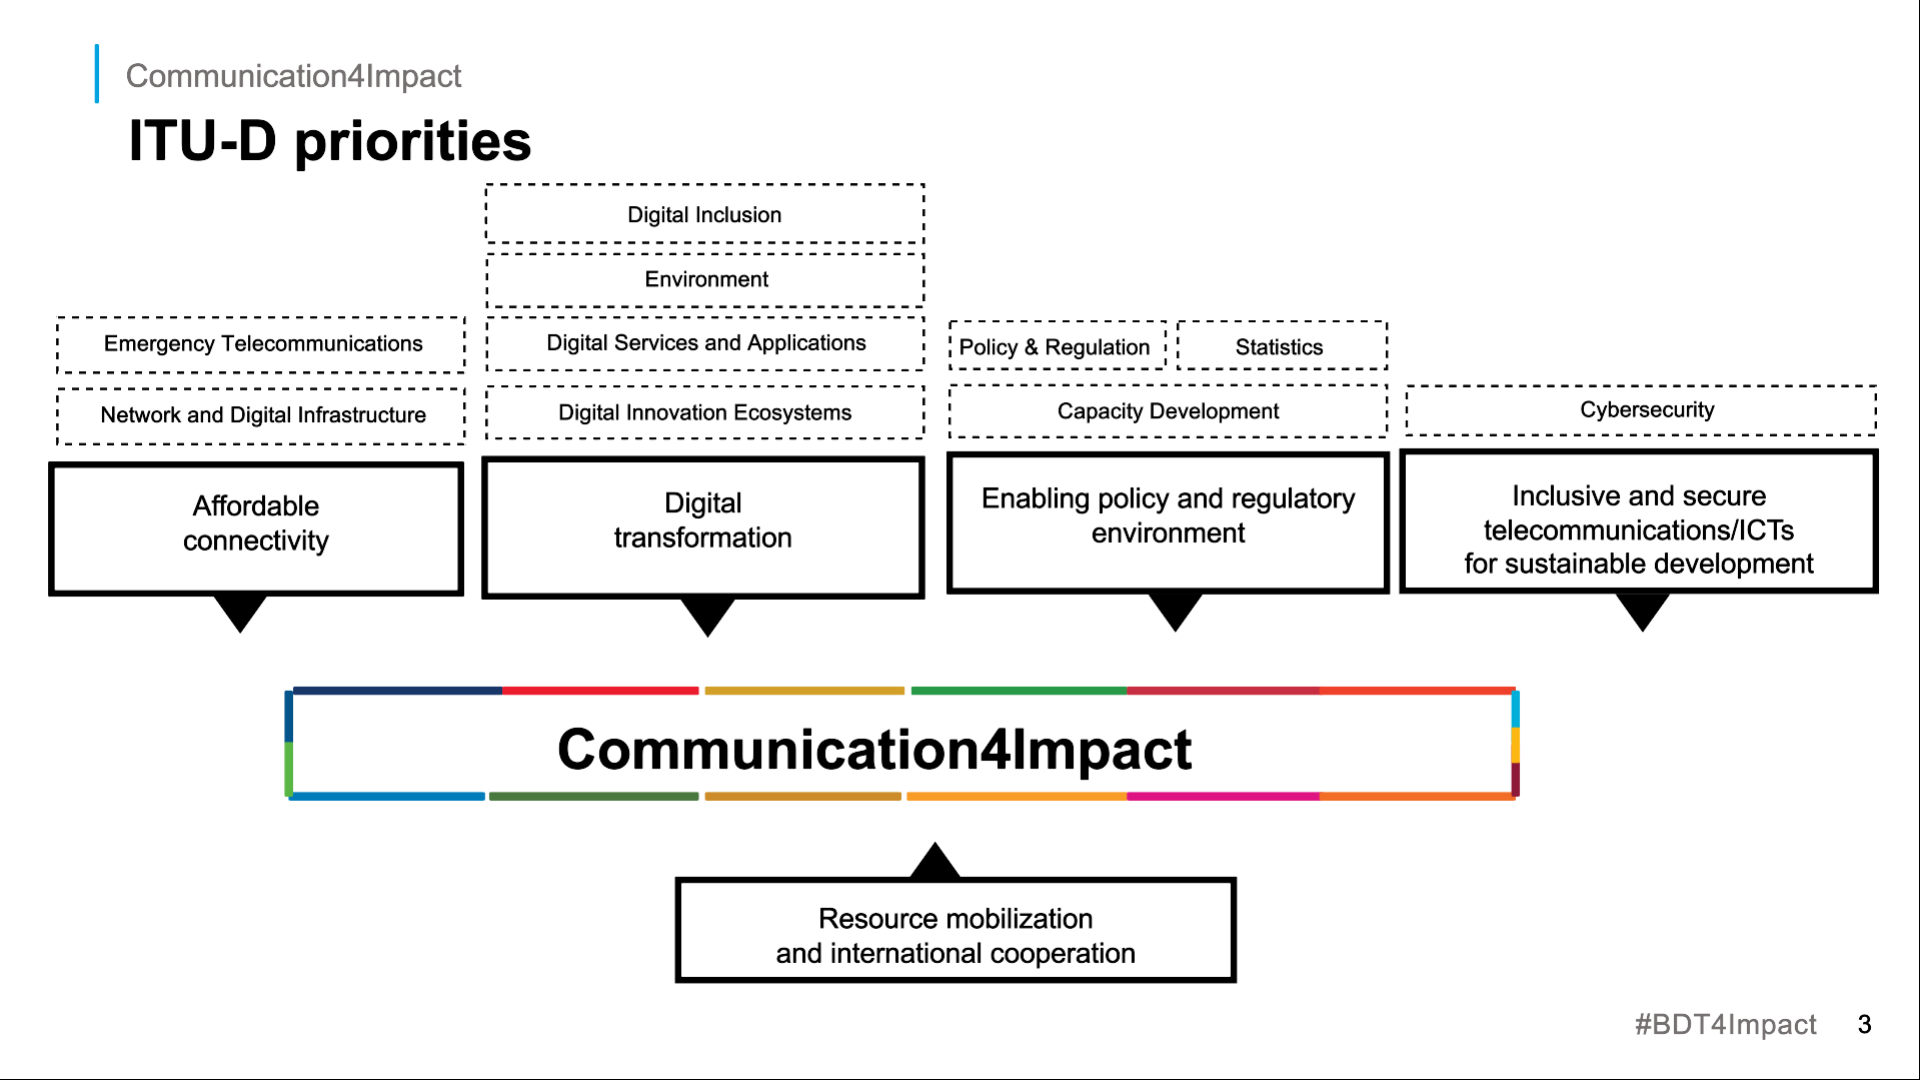 Communication4Impact
ITU-D priorities
Digital Inclusion
Environment
Emergency Telecommunications
Digital Services and Applications
Policy & Regulation
Statistics
Network and Digital Infrastructure
Digital Innovation Ecosystems
Capacity Development
Cybersecurity
Affordable
connectivity
Digital
transformation
Enabling policy and regulatory
environment
Inclusive and secure
telecommunications/ICTs
for sustainable development
Communication4Impact
Resource mobilization
and international cooperation
#BDT4Impact
3